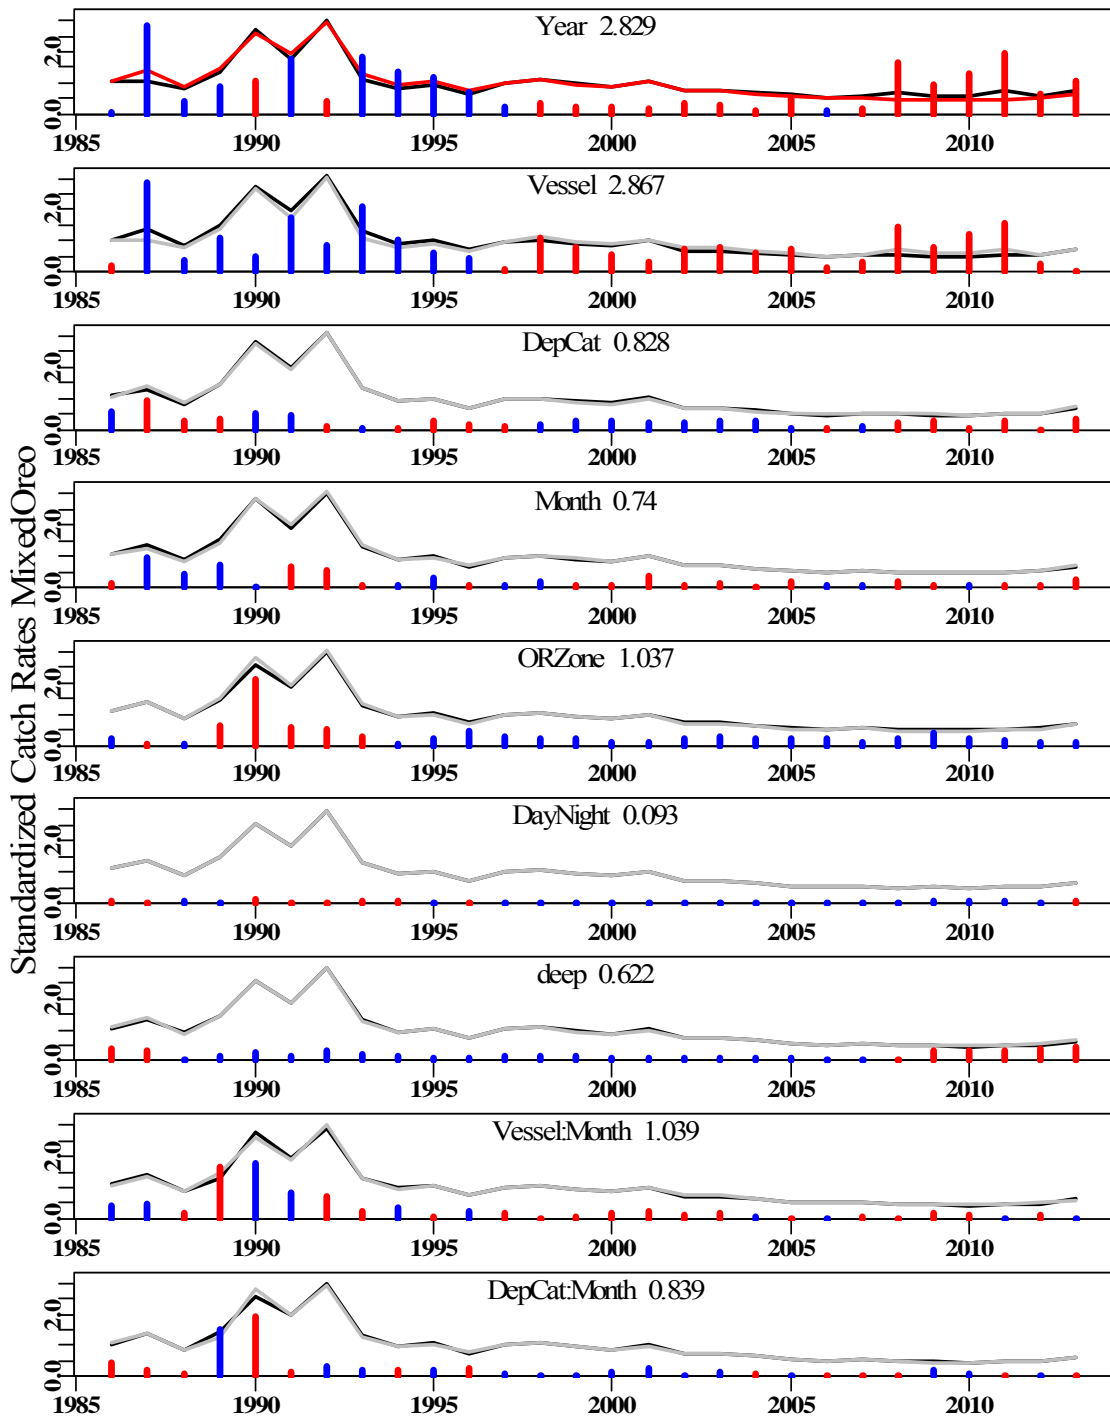 Standardized Catch Rates MixedOreo
Year 2.829
0.0 2.0
1985 1990 1995 2000 2005 2010
Vessel 2.867
0.0 2.0
1985 1990 1995 2000 2005 2010
DepCat 0.828
0.0 2.0
1985 1990 1995 2000 2005 2010
Month 0.74
0.0 2.0
1985 1990 1995 2000 2005 2010
ORZone 1.037
0.0 2.0
1985 1990 1995 2000 2005 2010
DayNight 0.093
0.0 2.0
1985 1990 1995 2000 2005 2010
deep 0.622
0.0 2.0
1985 1990 1995 2000 2005 2010
Vessel:Month 1.039
0.0 2.0
1985 1990 1995 2000 2005 2010
DepCat:Month 0.839
0.0 2.0
1985 1990 1995 2000 2005 2010